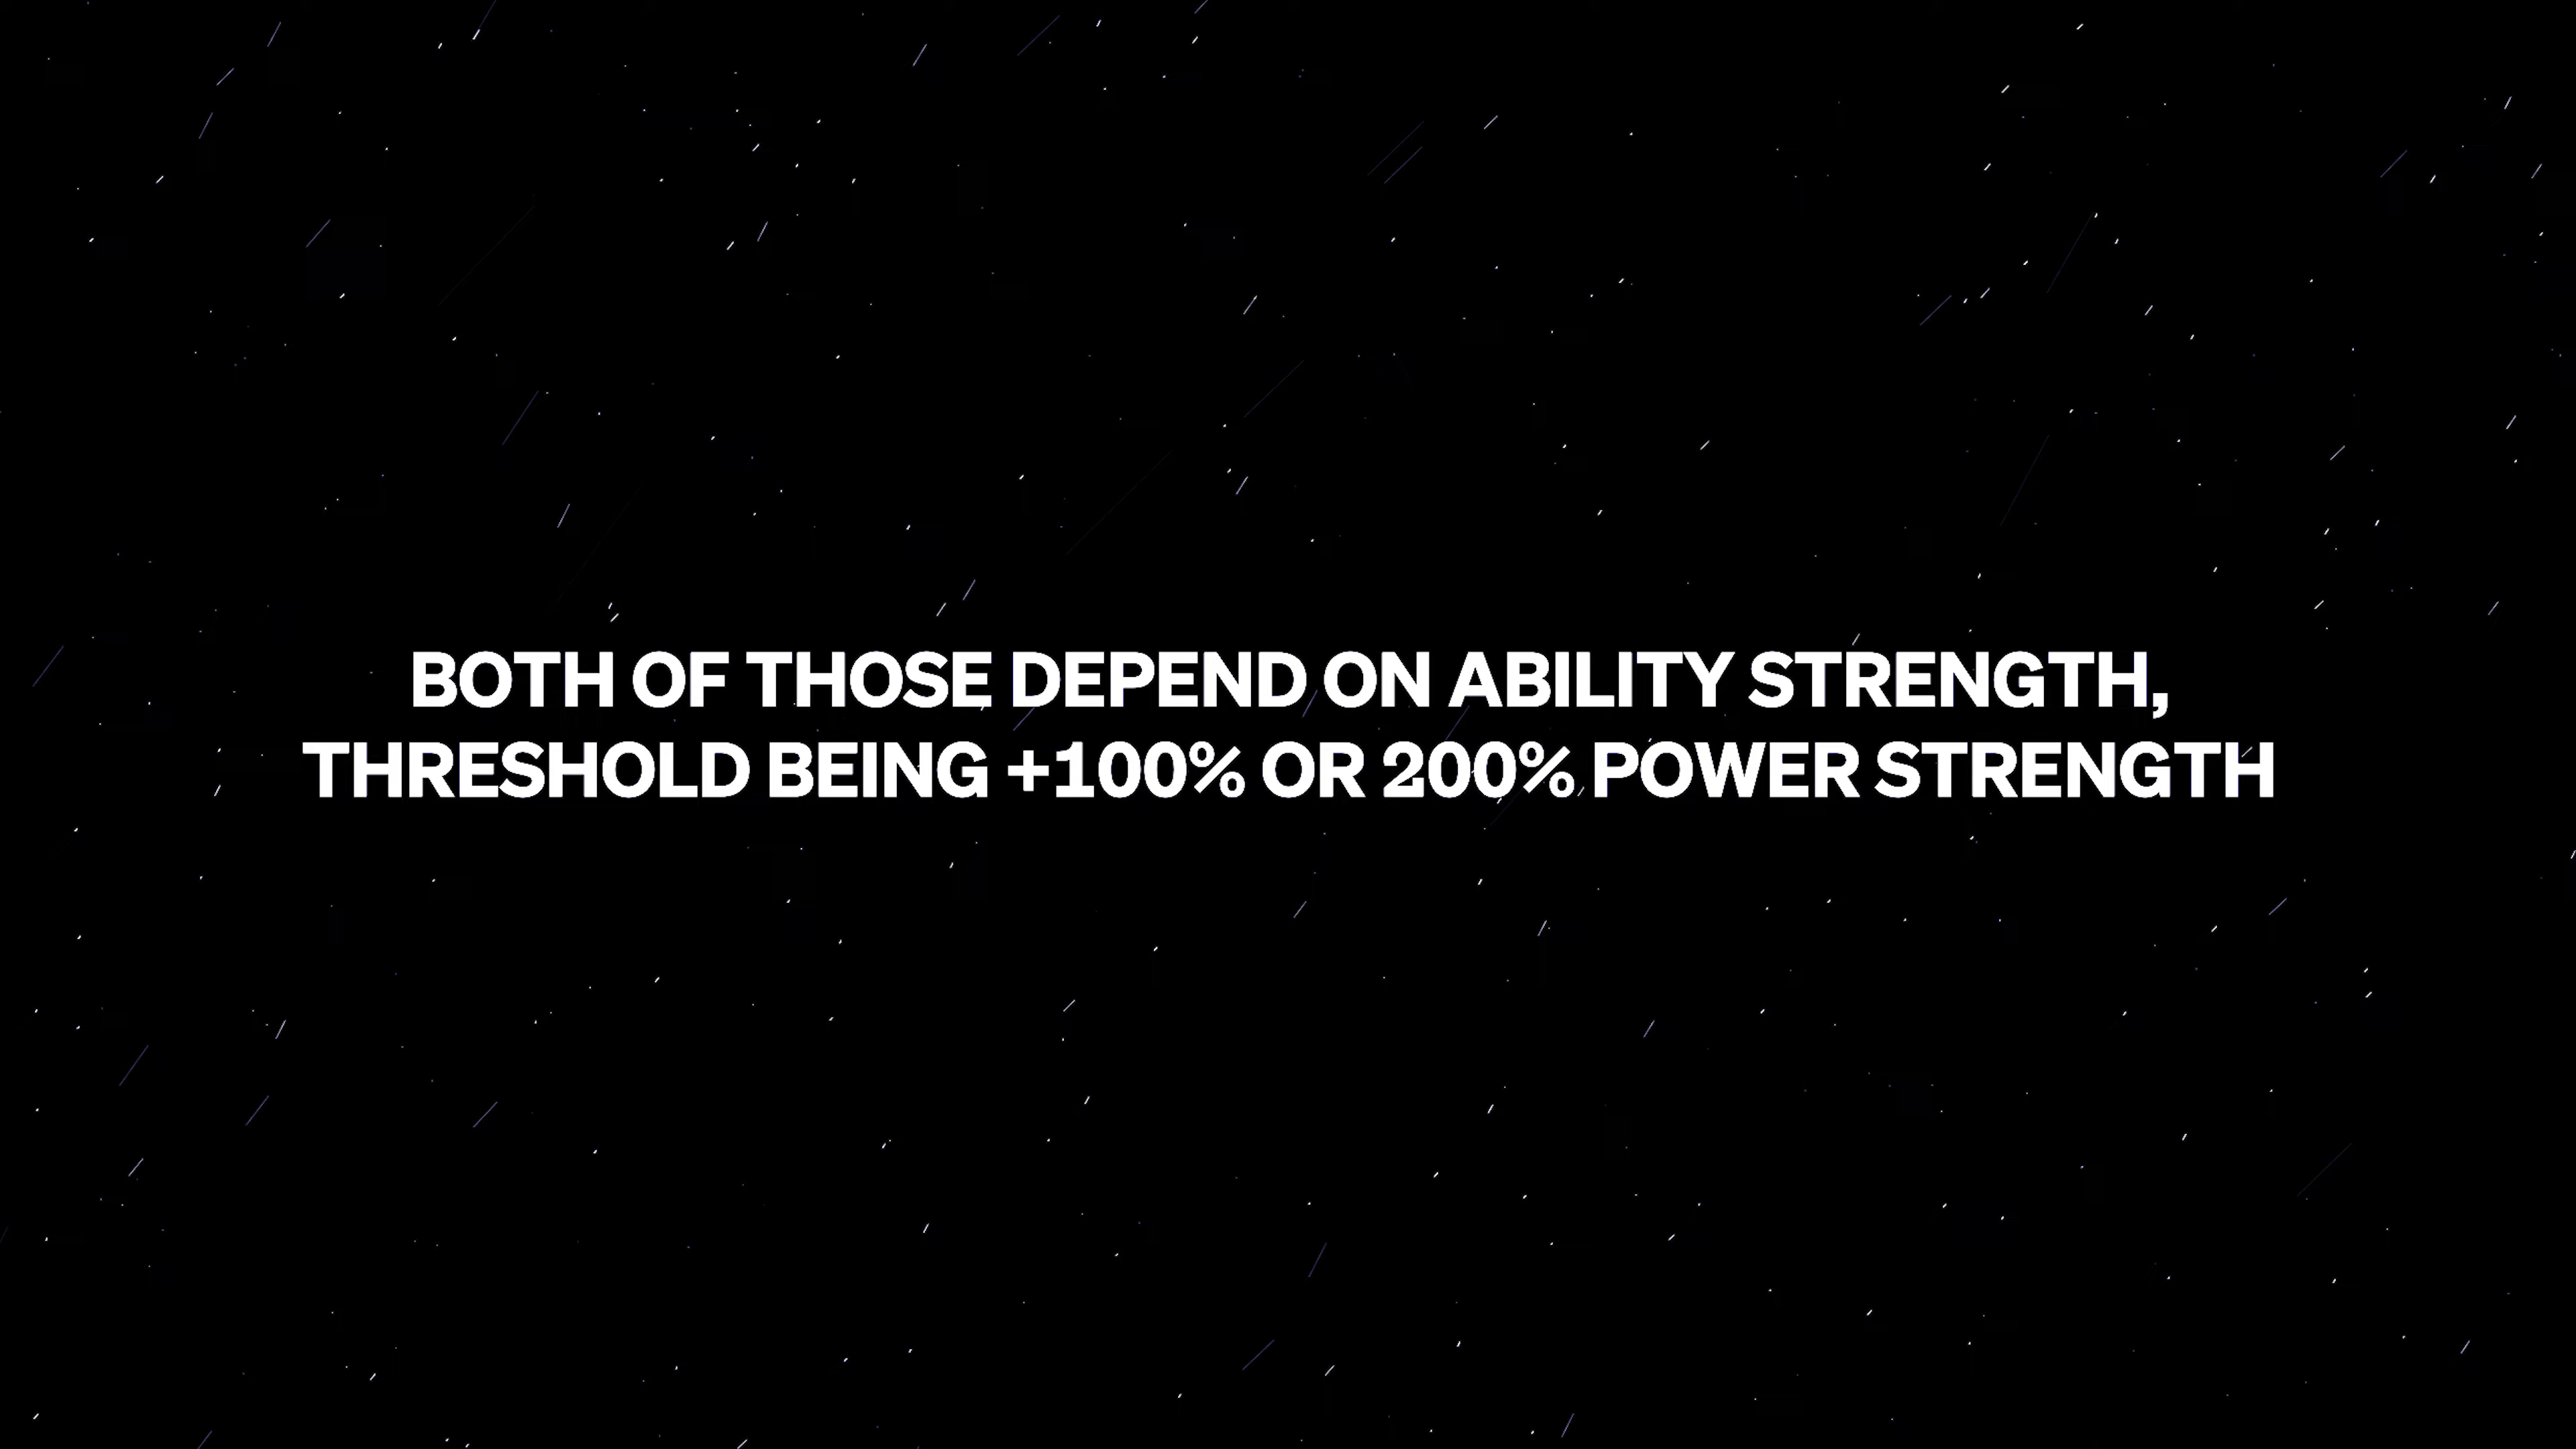 BOTH OF THOSE DEPEND ON ABILITY STRENGTH,
THRESHOLD BEING +100% OR 200% POWER STRENGTH